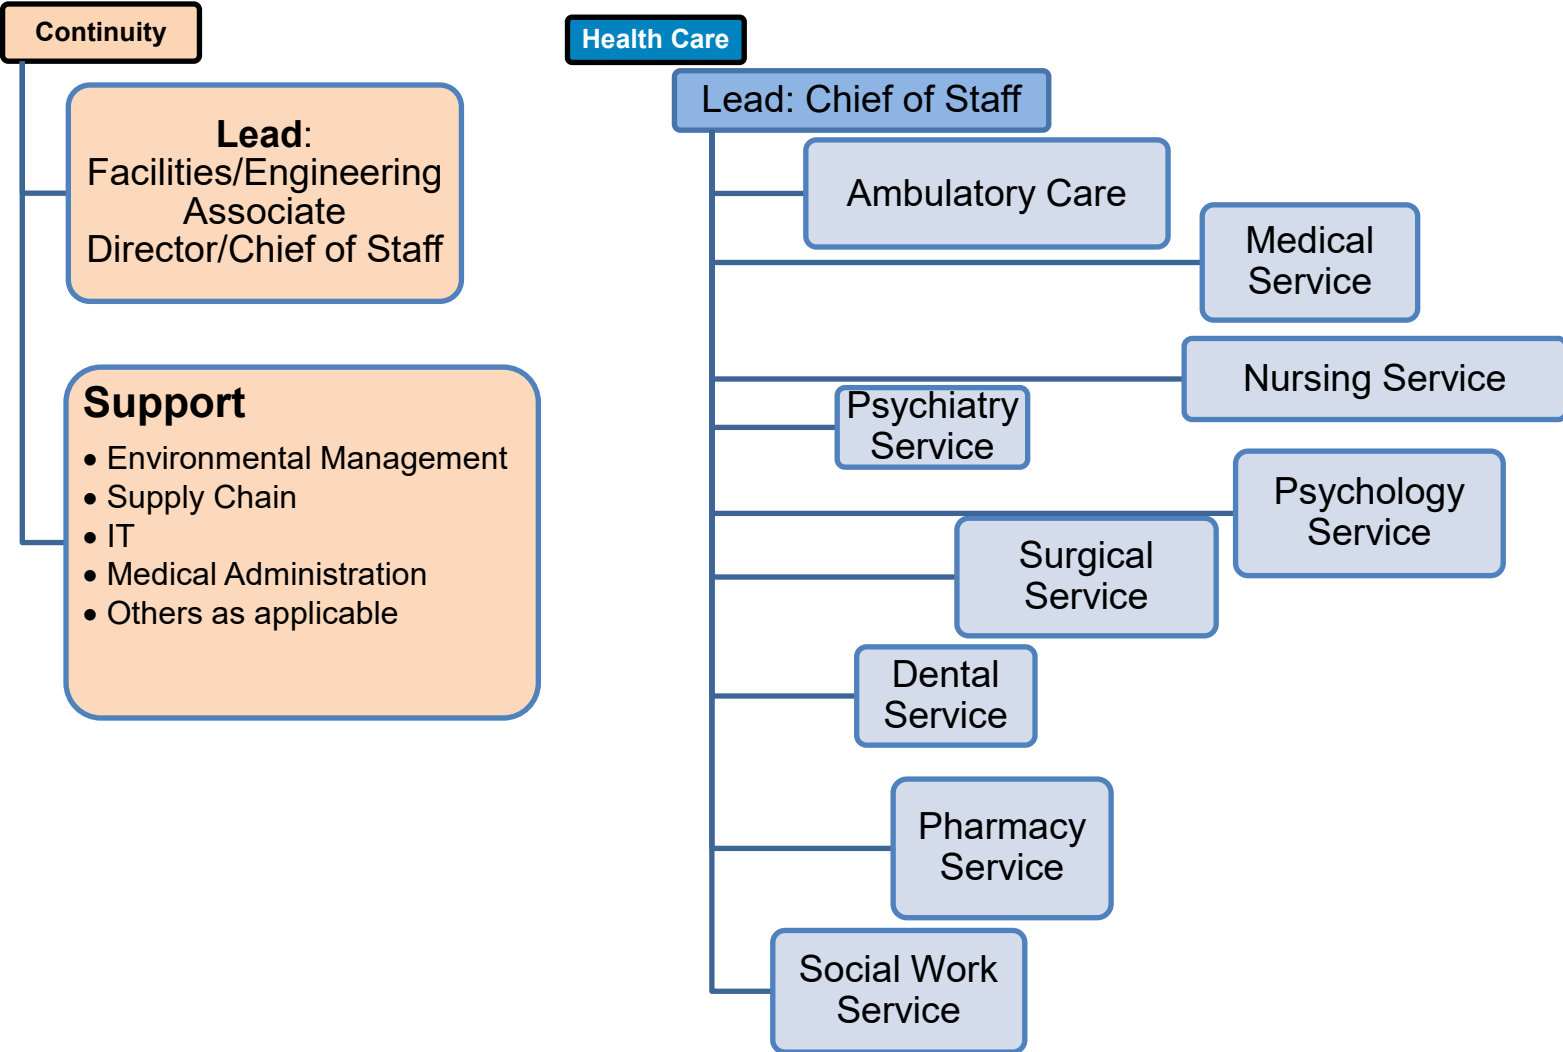 Continuity
Lead:
Facilities/Engineering
Associate
Director/Chief of Staff
Support
• Environmental Management
• Supply Chain
• IT
• Medical Administration
• Others as applicable
Health Care
Lead: Chief of Staff
Ambulatory Care
Medical
Service
Nursing Service
Psychiatry
Service
Psychology
Service
Surgical
Service
Dental
Service
Pharmacy
Service
Social Work
Service